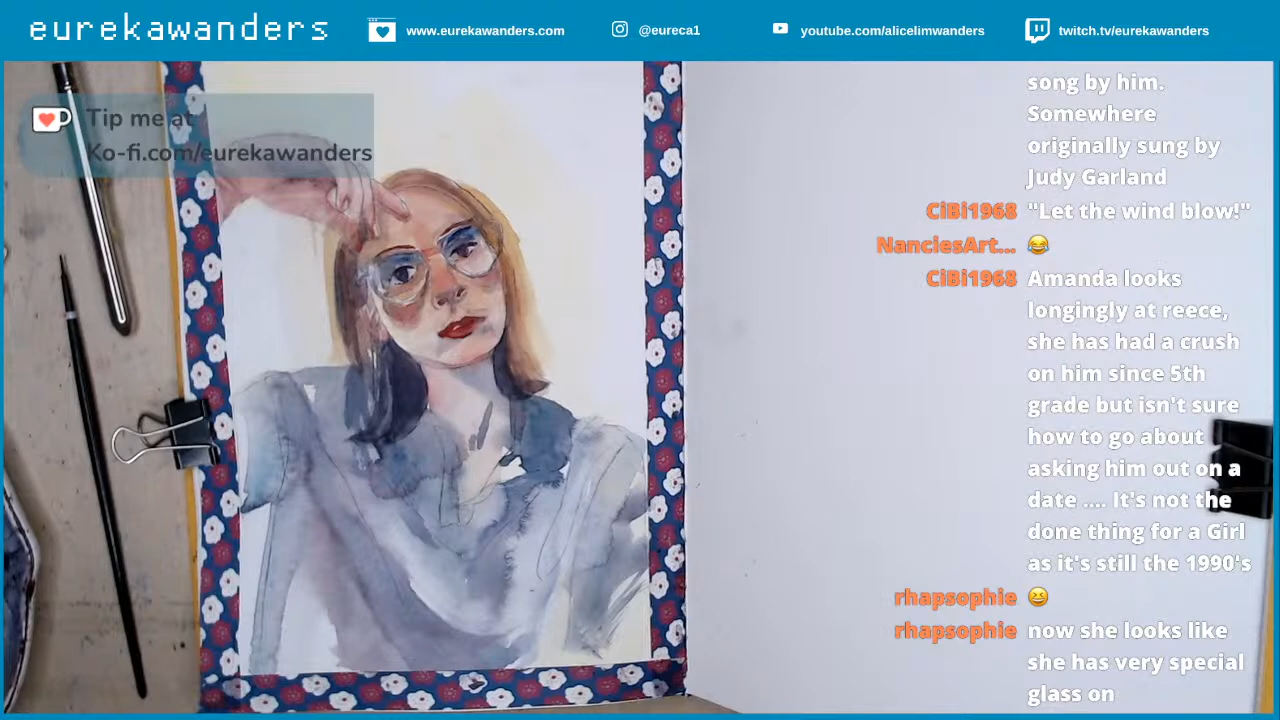 eurekawanders
www.eurekawanders.com
@eureca1
youtube.com/alicelimwanders
twitch.tv/eurekawanders
Tip me at
Ko-fi.com/eurekawanders
song by him.
Somewhere
originally sung by
Judy Garland
CiBi1968 "Let the wind blow!"
NanciesArt... 😂
CiBi1968 Amanda looks
longingly at reece,
she has had a crush
on him since 5th
grade but isn't sure
how to go about
asking him out on a
date .... It's not the
done thing for a Girl
as it's still the 1990's
rhapsophie 😆
rhapsophie now she looks like
she has very special
glass on